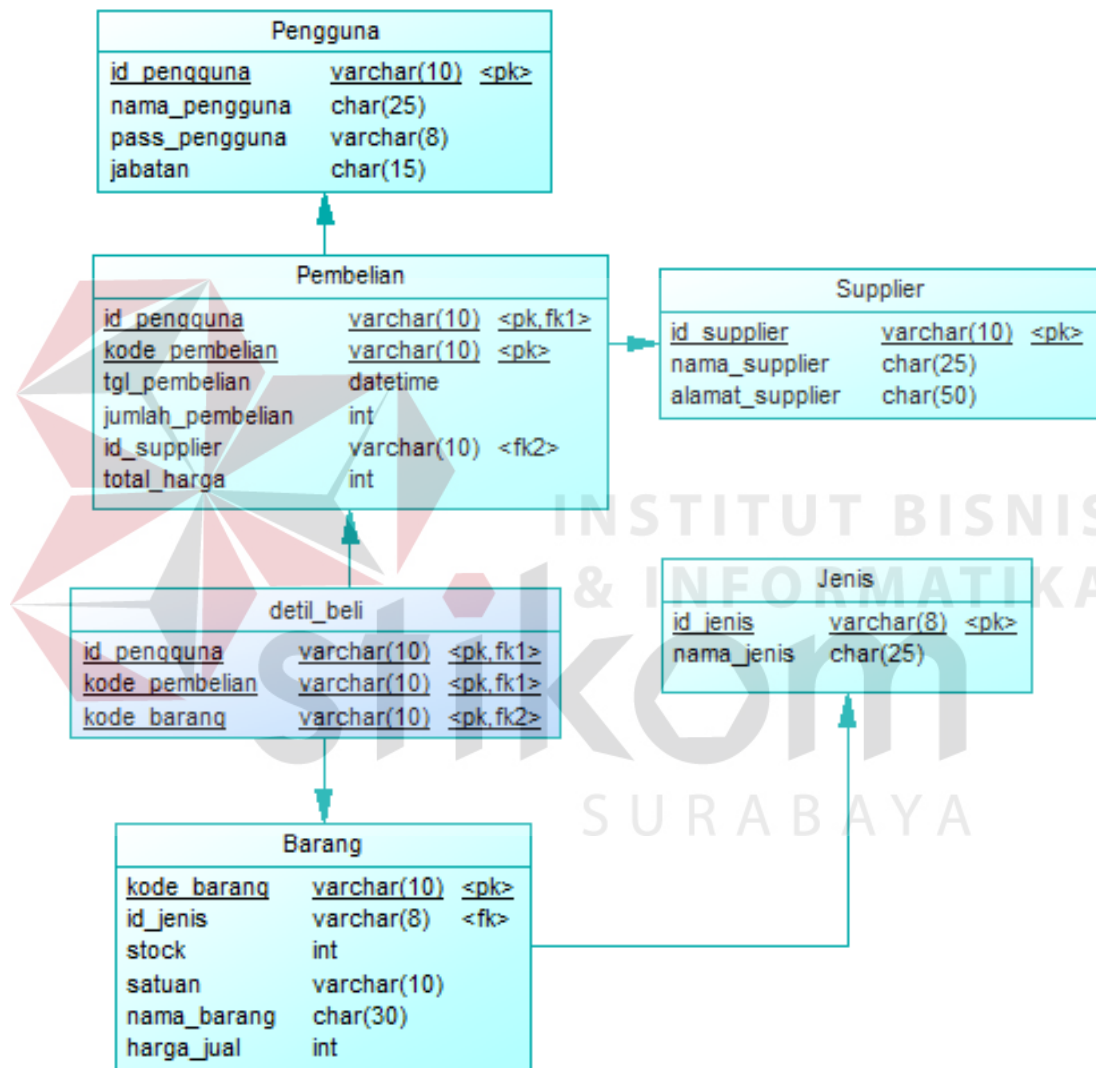 Pengguna
id_pengguna varchar(10) <pk>
nama_pengguna char(25)
pass_pengguna varchar(8)
jabatan char(15)
Pembelian
id_pengguna varchar(10) <pk,fk1>
kode_pembelian varchar(10) <pk>
tgl_pembelian datetime
jumlah_pembelian int
id_supplier varchar(10) <fk2>
total_harga int
Supplier
id_supplier varchar(10) <pk>
nama_supplier char(25)
alamat_supplier char(50)
INSTITUT BISNIS
& INFORMATIKA
stikom
SURABAYA
detil_beli
id_pengguna varchar(10) <pk,fk1>
kode_pembelian varchar(10) <pk,fk1>
kode_barang varchar(10) <pk,fk2>
Jenis
id_jenis varchar(8) <pk>
nama_jenis char(25)
Barang
kode_barang varchar(10) <pk>
id_jenis varchar(8) <fk>
stock int
satuan varchar(10)
nama_barang char(30)
harga_jual int